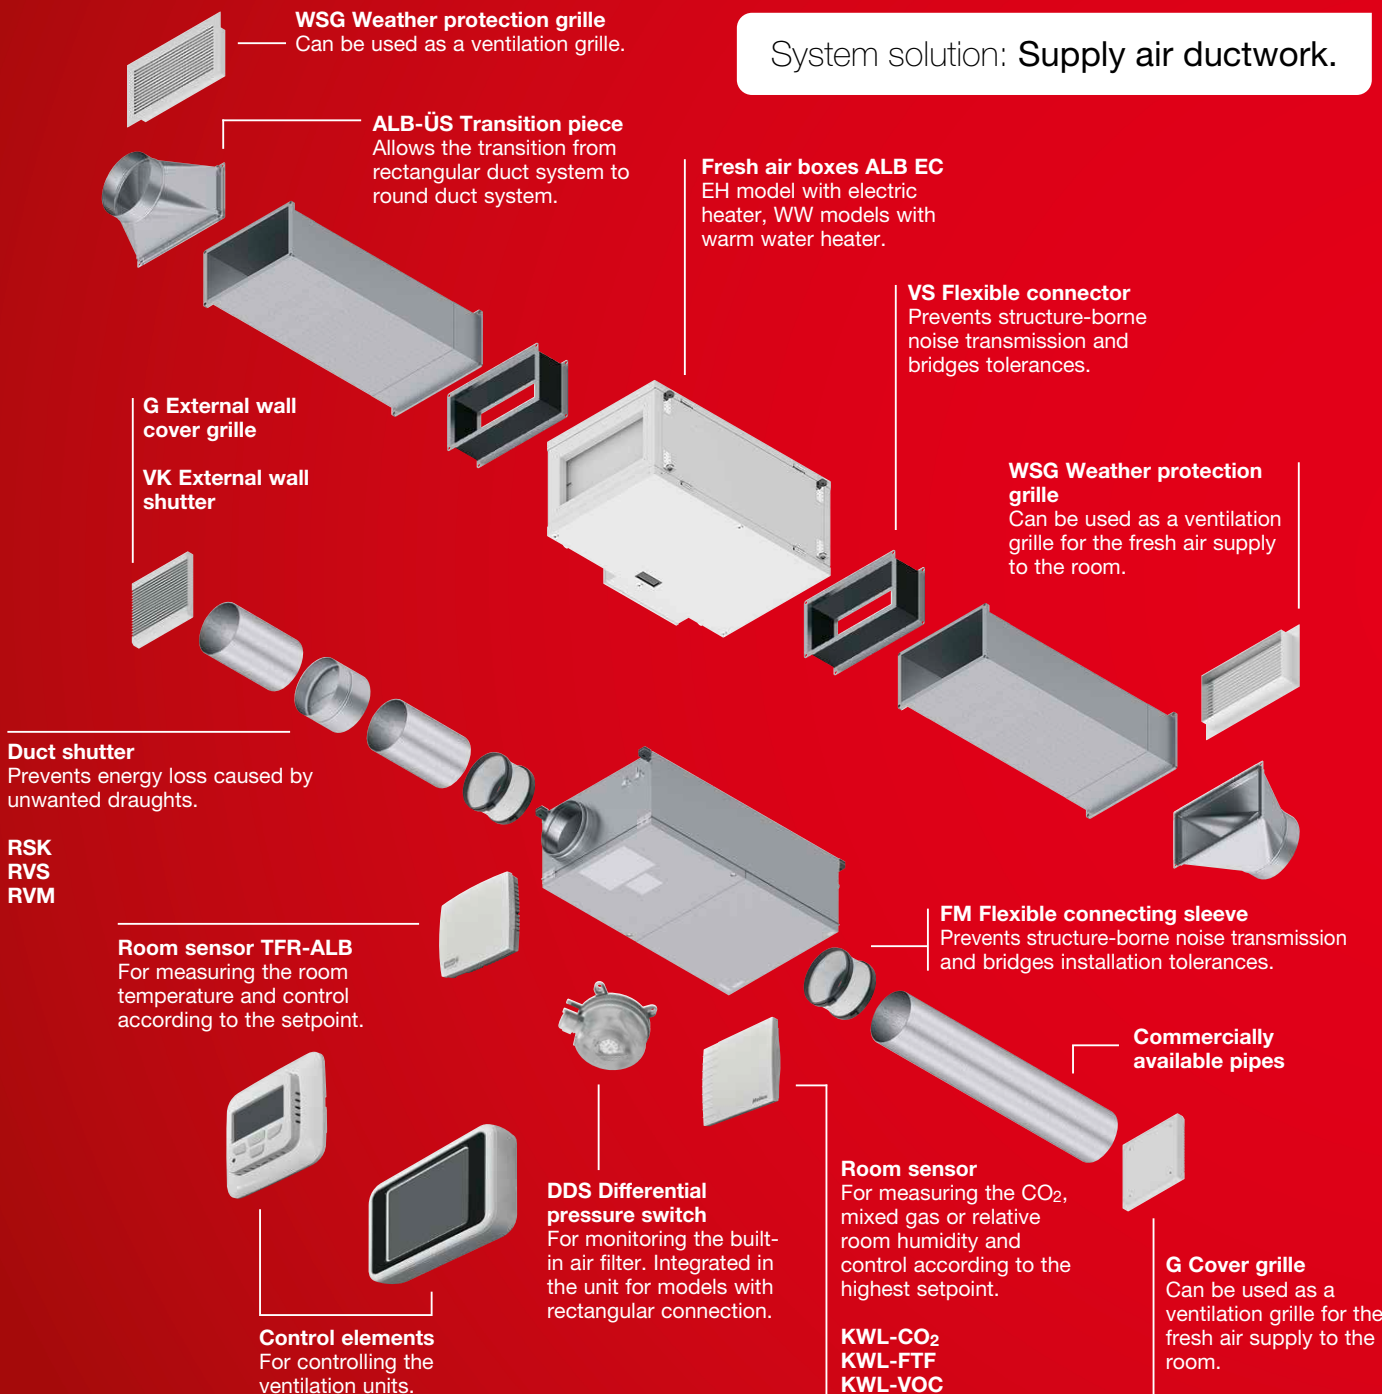 System solution: Supply air ductwork.
WSG Weather protection grille
Can be used as a ventilation grille.
ALB-ÜS Transition piece
Allows the transition from
rectangular duct system to
round duct system.
Fresh air boxes ALB EC
EH model with electric
heater, WW models with
warm water heater.
VS Flexible connector
Prevents structure-borne
noise transmission and
bridges tolerances.
G External wall
cover grille
VK External wall
shutter
WSG Weather protection
grille
Can be used as a ventilation
grille for the fresh air supply
to the room.
Duct shutter
Prevents energy loss caused by
unwanted draughts.
RSK
RVS
RVM
Room sensor TFR-ALB
For measuring the room
temperature and control
according to the setpoint.
FM Flexible connecting sleeve
Prevents structure-borne noise transmission
and bridges installation tolerances.
Commercially
available pipes
DDS Differential
pressure switch
For monitoring the built-
in air filter. Integrated in
the unit for models with
rectangular connection.
Room sensor
For measuring the CO2,
mixed gas or relative
room humidity and
control according to the
highest setpoint.
KWL-CO2
KWL-FTF
KWL-VOC
G Cover grille
Can be used as a
ventilation grille for the
fresh air supply to the
room.
Control elements
For controlling the
ventilation units.